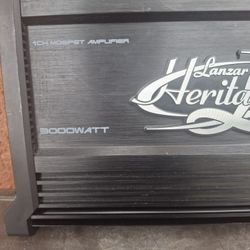 1CH MOSFET AMPLIFIER
Lanzar
Herita
3000WATT